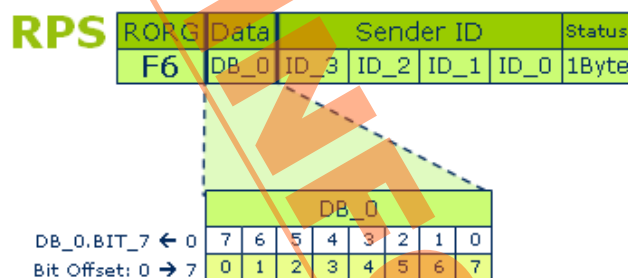 RPS RORG Data Sender ID Status
F6 DB_0 ID_3 ID_2 ID_1 ID_0 1Byte
DB_0
DB_0.BIT_7 ← 0 7 6 5 4 3 2 1 0
Bit Offset: 0 → 7 0 1 2 3 4 5 6 7